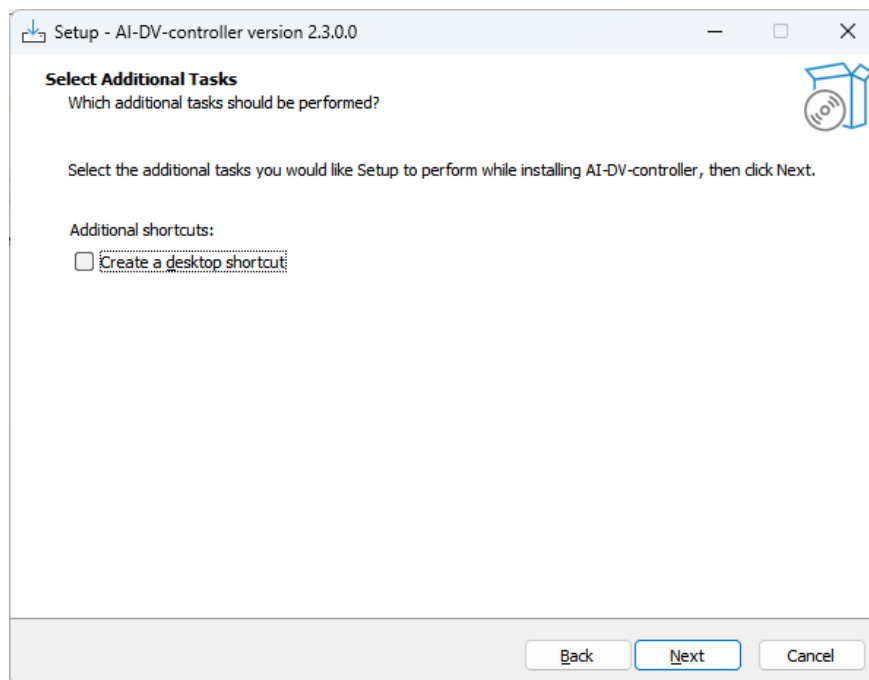 Setup - AI-DV-controller version 2.3.0.0
Select Additional Tasks
Which additional tasks should be performed?
Select the additional tasks you would like Setup to perform while installing AI-DV-controller, then click Next.
Additional shortcuts:
Create a desktop shortcut
Back Next Cancel